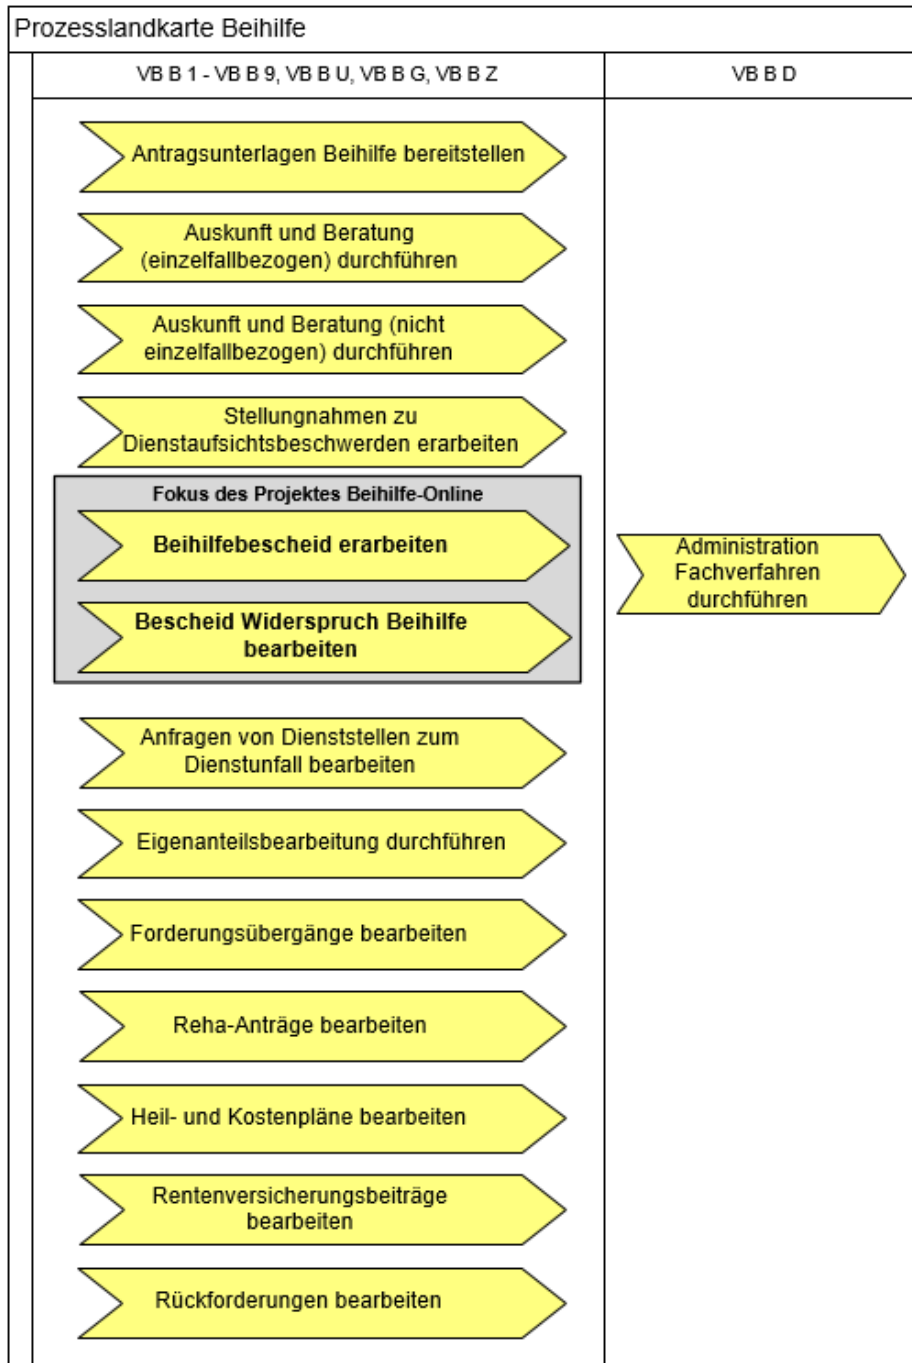 Prozesslandkarte Beihilfe
VB B 1 - VB B 9, VB B U, VB B G, VB B Z
VB B D
Antragsunterlagen Beihilfe bereitstellen
Auskunft und Beratung
(einzelfallbezogen) durchführen
Auskunft und Beratung (nicht
einzelfallbezogen) durchführen
Stellungnahmen zu
Dienstaufsichtsbeschwerden erarbeiten
Fokus des Projektes Beihilfe-Online
Beihilfebescheid erarbeiten
Bescheid Widerspruch Beihilfe
bearbeiten
Administration
Fachverfahren
durchführen
Anfragen von Dienststellen zum
Dienstunfall bearbeiten
Eigenanteilsbearbeitung durchführen
Forderungsübergänge bearbeiten
Reha-Anträge bearbeiten
Heil- und Kostenpläne bearbeiten
Rentenversicherungsbeiträge
bearbeiten
Rückforderungen bearbeiten